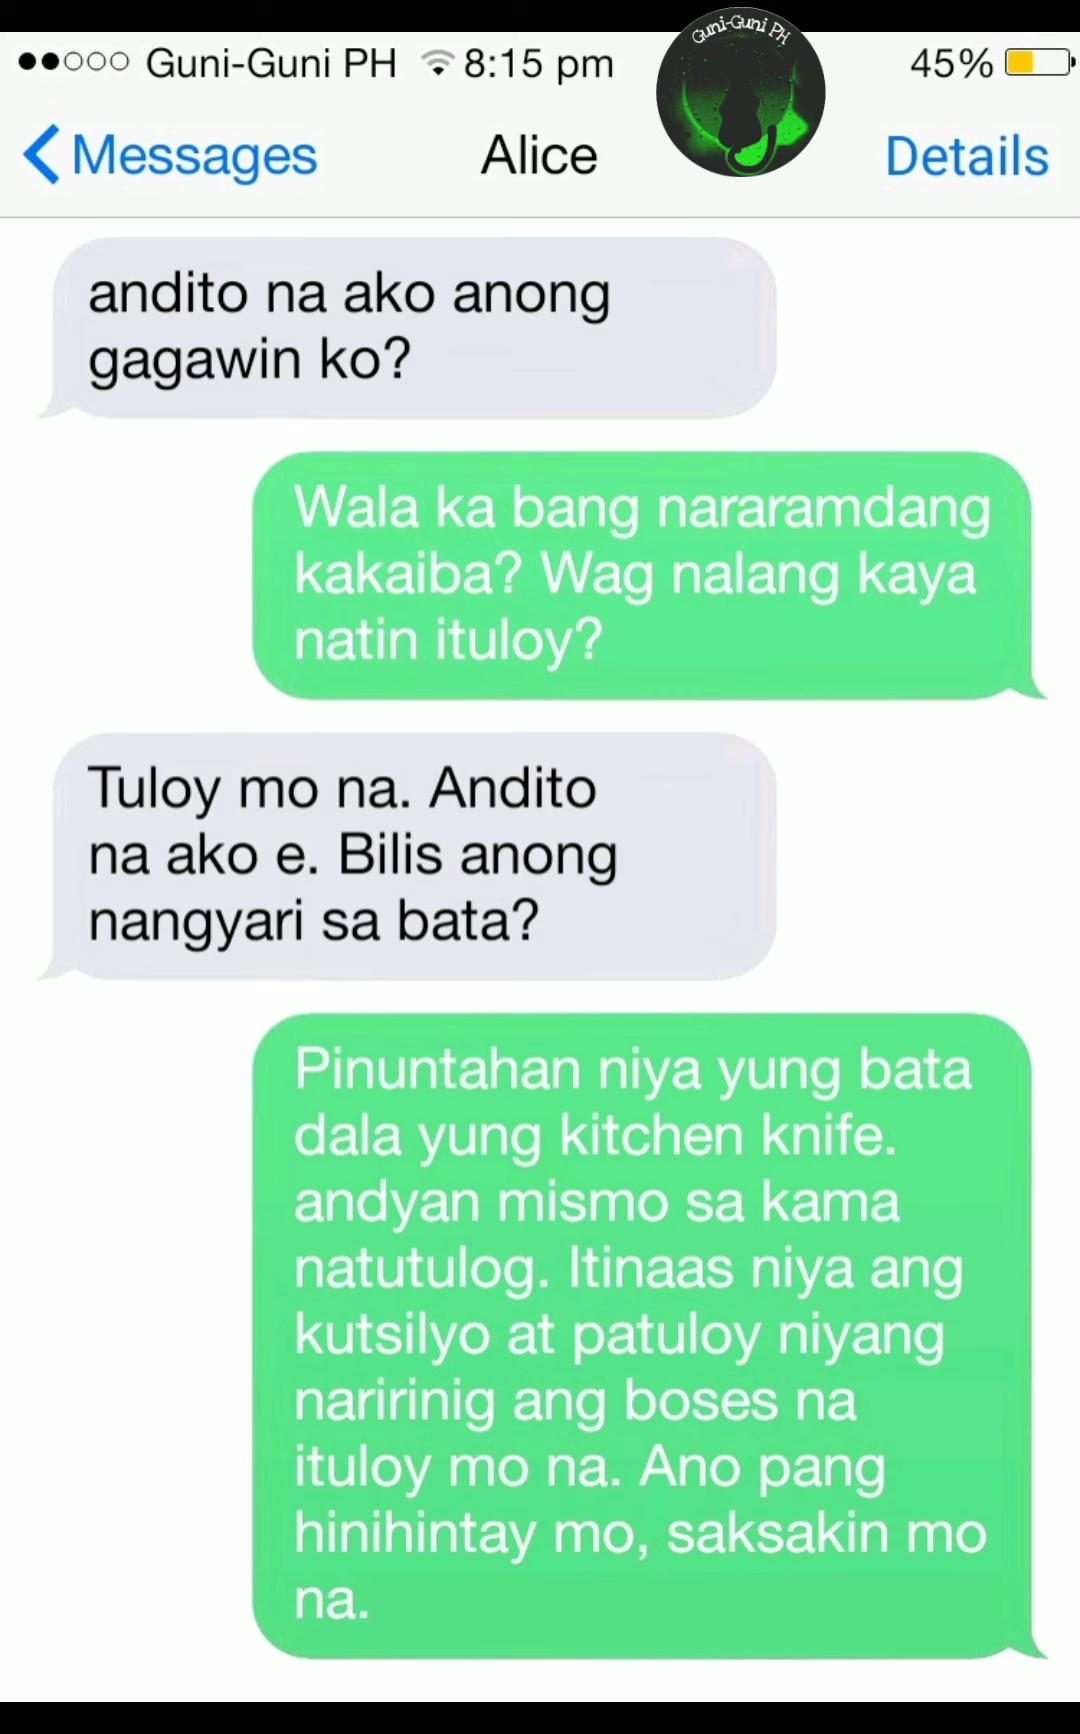 Guni-Guni PH 8:15 pm 45%
Guni-Guni PH
Messages Alice Details
andito na ako anong
gagawin ko?
Wala ka bang nararamdang
kakaiba? Wag nalang kaya
natin ituloy?
Tuloy mo na. Andito
na ako e. Bilis anong
nangyari sa bata?
Pinuntahan niya yung bata
dala yung kitchen knife.
andyan mismo sa kama
natutulog. Itinaas niya ang
kutsilyo at patuloy niyang
naririnig ang boses na
ituloy mo na. Ano pang
hinihintay mo, saksakin mo
na.